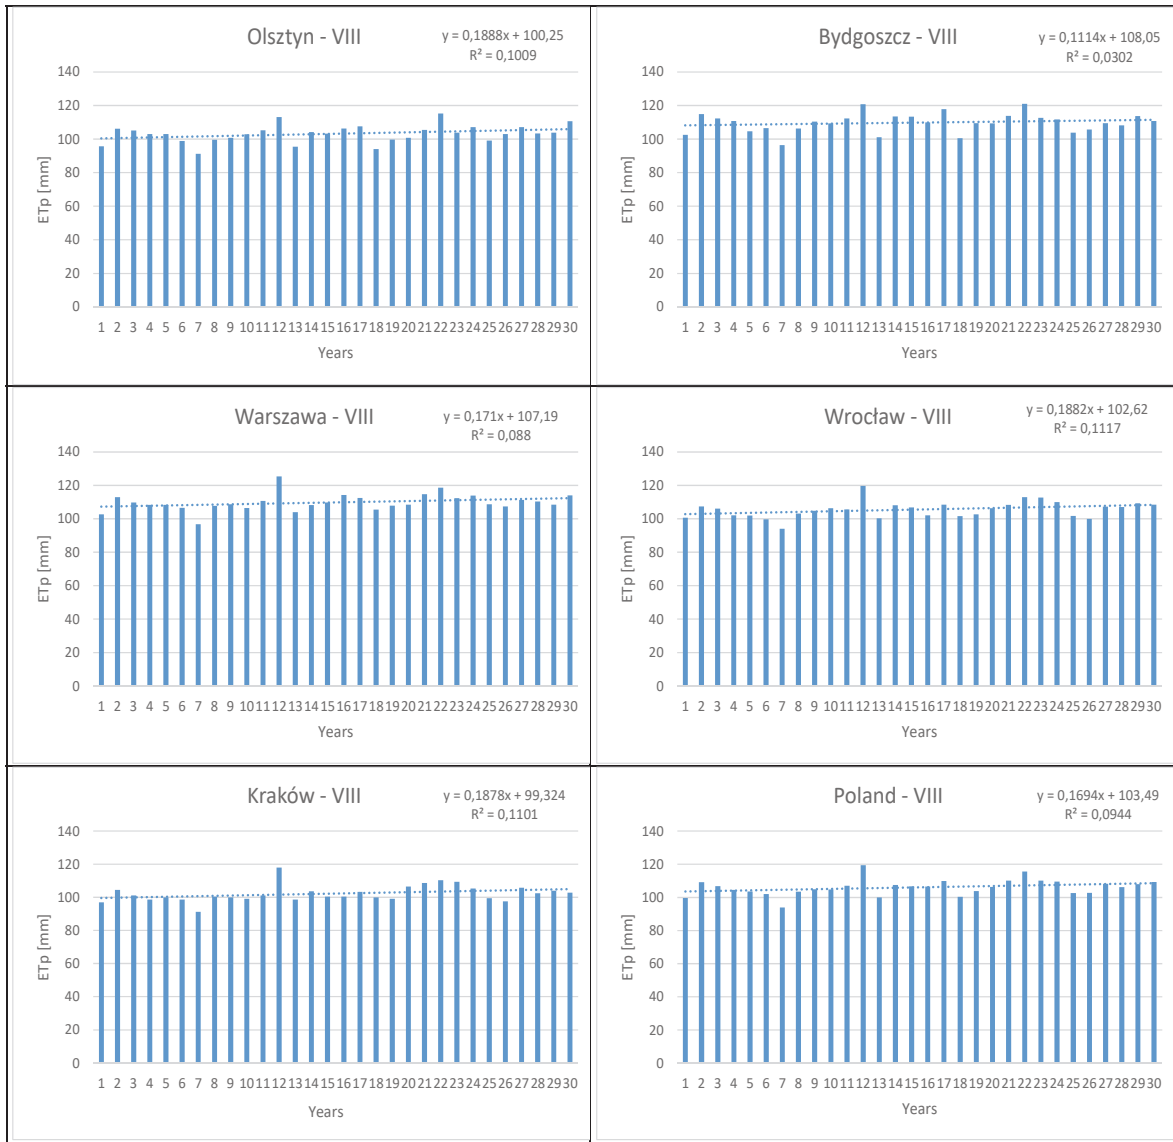 Olsztyn - VIII
y = 0,1888x + 100,25
R² = 0,1009
140
120
100
80
60
40
20
0
ETp [mm]
1 2 3 4 5 6 7 8 9 10 11 12 13 14 15 16 17 18 19 20 21 22 23 24 25 26 27 28 29 30
Years
Bydgoszcz - VIII
y = 0,1114x + 108,05
R² = 0,0302
140
120
100
80
60
40
20
0
ETp [mm]
1 2 3 4 5 6 7 8 9 10 11 12 13 14 15 16 17 18 19 20 21 22 23 24 25 26 27 28 29 30
Years
Warszawa - VIII
y = 0,171x + 107,19
R² = 0,088
140
120
100
80
60
40
20
0
ETp [mm]
1 2 3 4 5 6 7 8 9 10 11 12 13 14 15 16 17 18 19 20 21 22 23 24 25 26 27 28 29 30
Years
Wrocław - VIII
y = 0,1882x + 102,62
R² = 0,1117
140
120
100
80
60
40
20
0
ETp [mm]
1 2 3 4 5 6 7 8 9 10 11 12 13 14 15 16 17 18 19 20 21 22 23 24 25 26 27 28 29 30
Years
Kraków - VIII
y = 0,1878x + 99,324
R² = 0,1101
140
120
100
80
60
40
20
0
ETp [mm]
1 2 3 4 5 6 7 8 9 10 11 12 13 14 15 16 17 18 19 20 21 22 23 24 25 26 27 28 29 30
Years
Poland - VIII
y = 0,1694x + 103,49
R² = 0,0944
140
120
100
80
60
40
20
0
ETp [mm]
1 2 3 4 5 6 7 8 9 10 11 12 13 14 15 16 17 18 19 20 21 22 23 24 25 26 27 28 29 30
Years